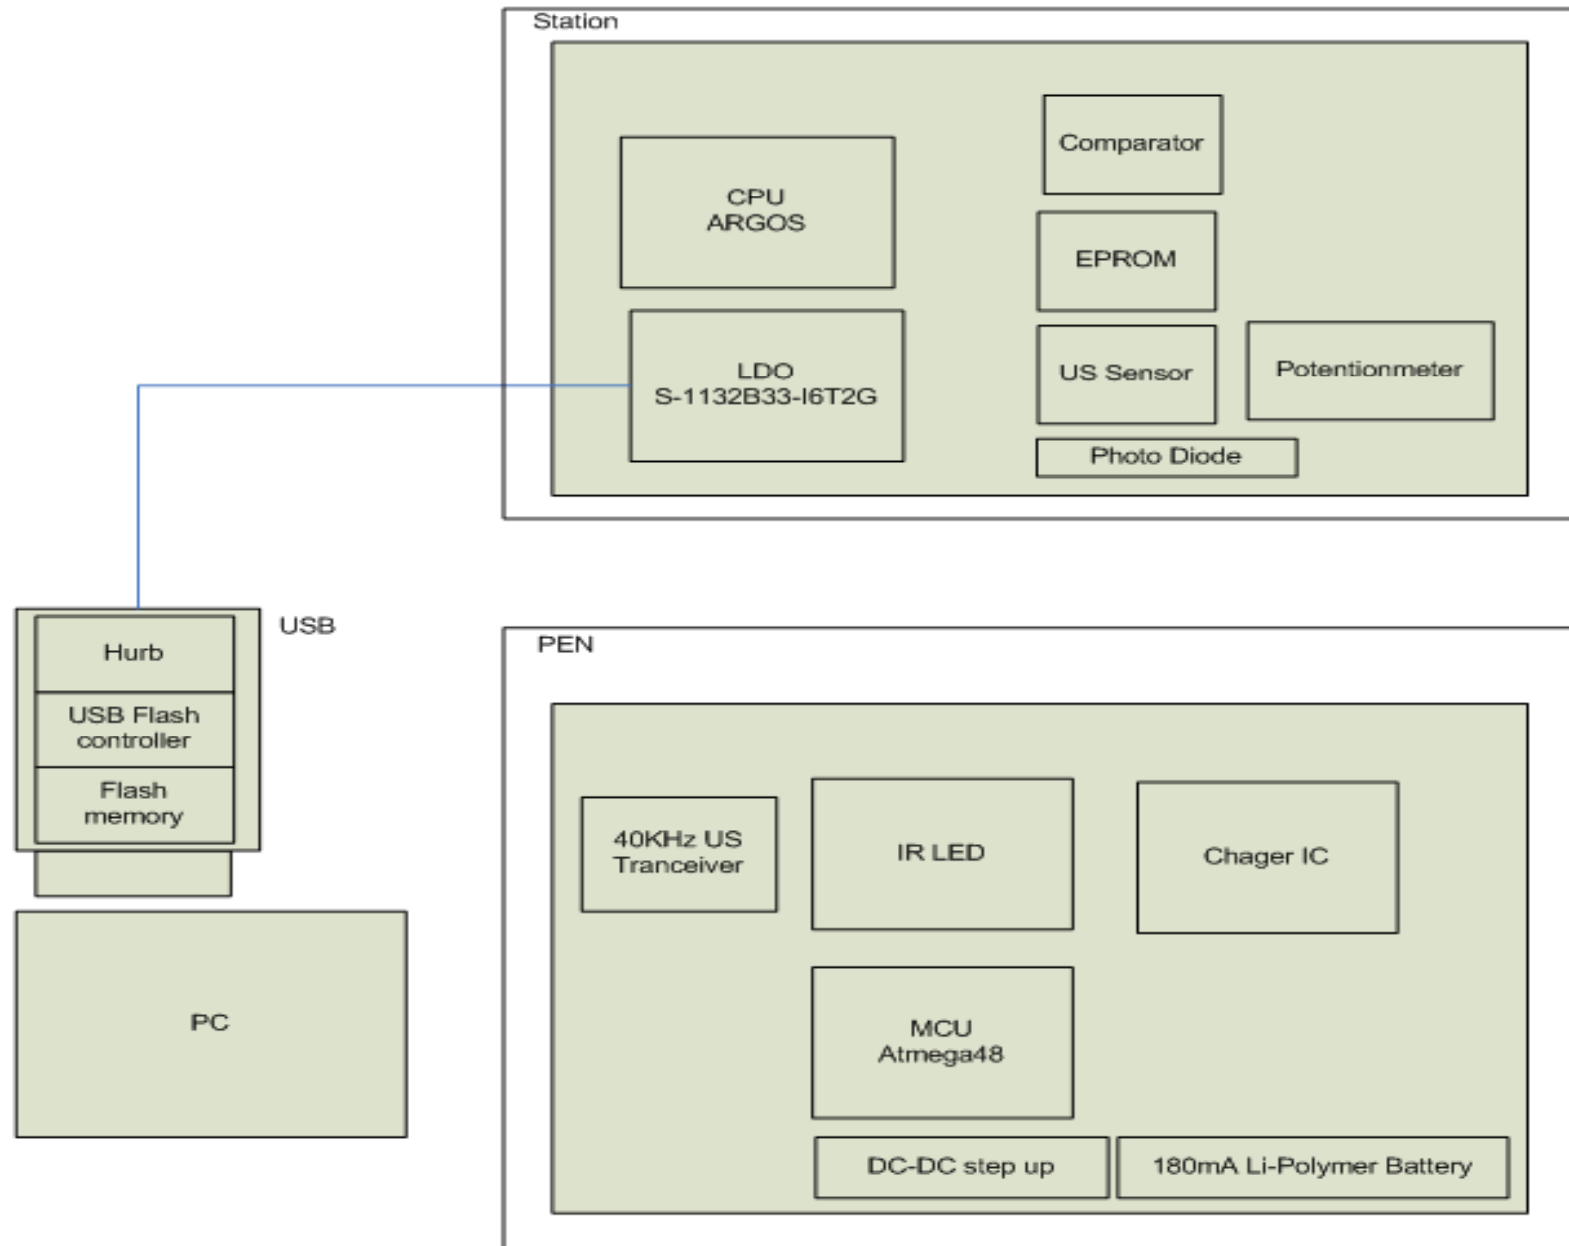 Station
Comparator
CPU
ARGOS
EPROM
LDO
S-1132B33-I6T2G
US Sensor
Potentionmeter
Photo Diode
USB
Hurb
USB Flash
controller
Flash
memory
PC
PEN
40KHz US
Tranceiver
IR LED
Chager IC
MCU
Atmega48
DC-DC step up
180mA Li-Polymer Battery